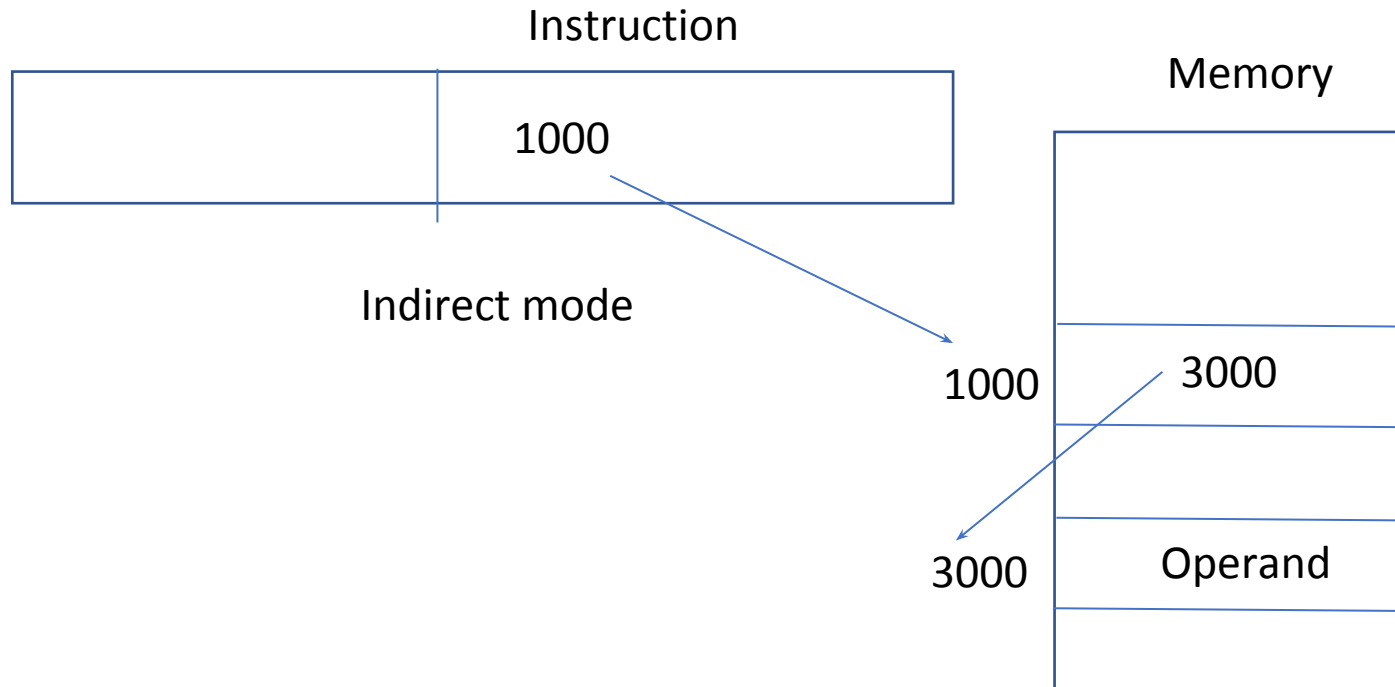 Instruction
Memory
1000
Indirect mode
1000
3000
3000
Operand